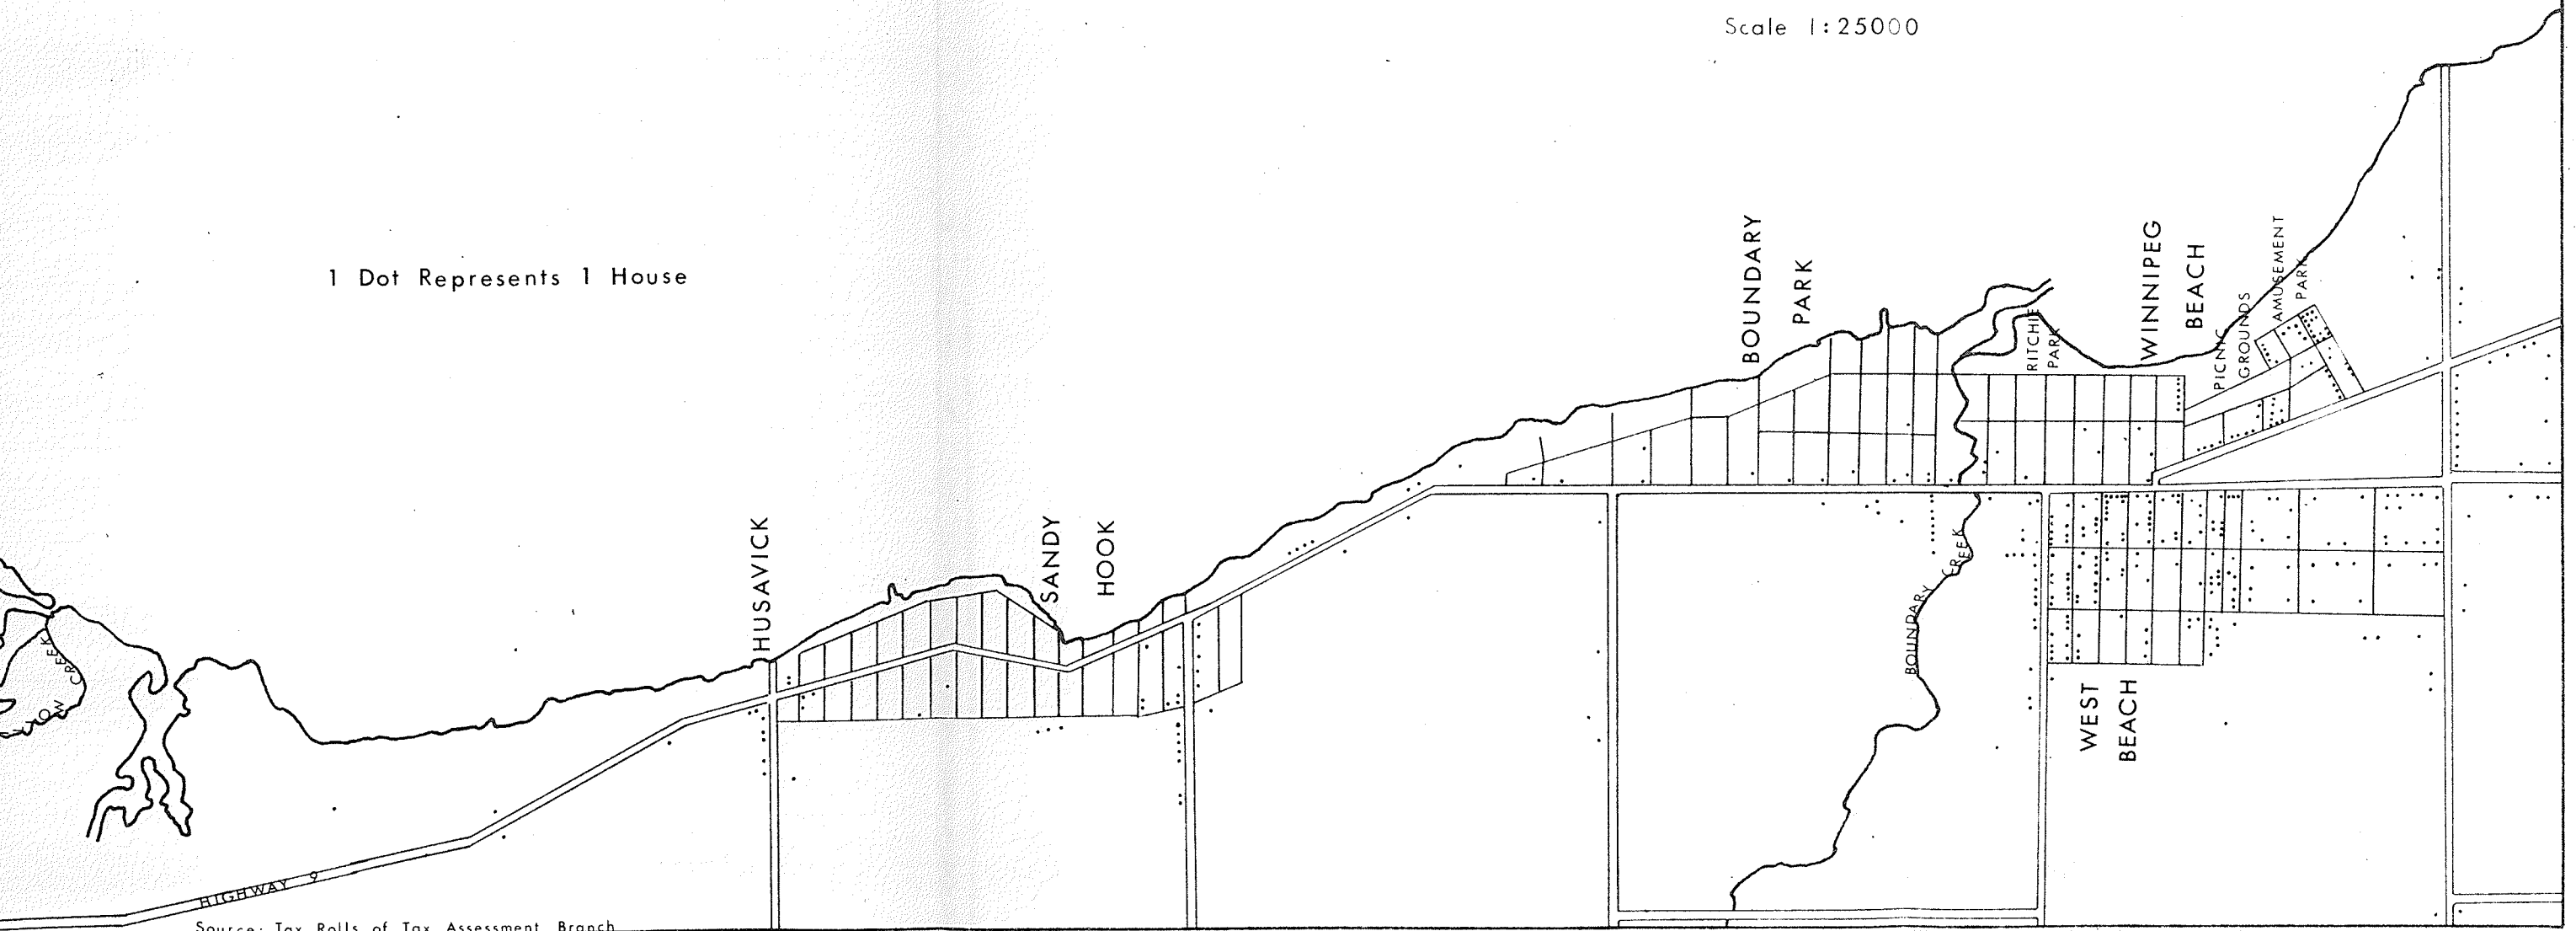 Scale 1:25000
1 Dot Represents 1 House
BOUNDARY
PARK
RITCHIE
PARK
WINNIPEG
BEACH
PICNIC
GROUNDS
AMUSEMENT
PARK
HUSAVICK
SANDY
HOOK
BOUNDARY CREEK
CREEK
WEST
BEACH
HIGHWAY 9
Source: Tax Rolls of Tax Assessment Branch